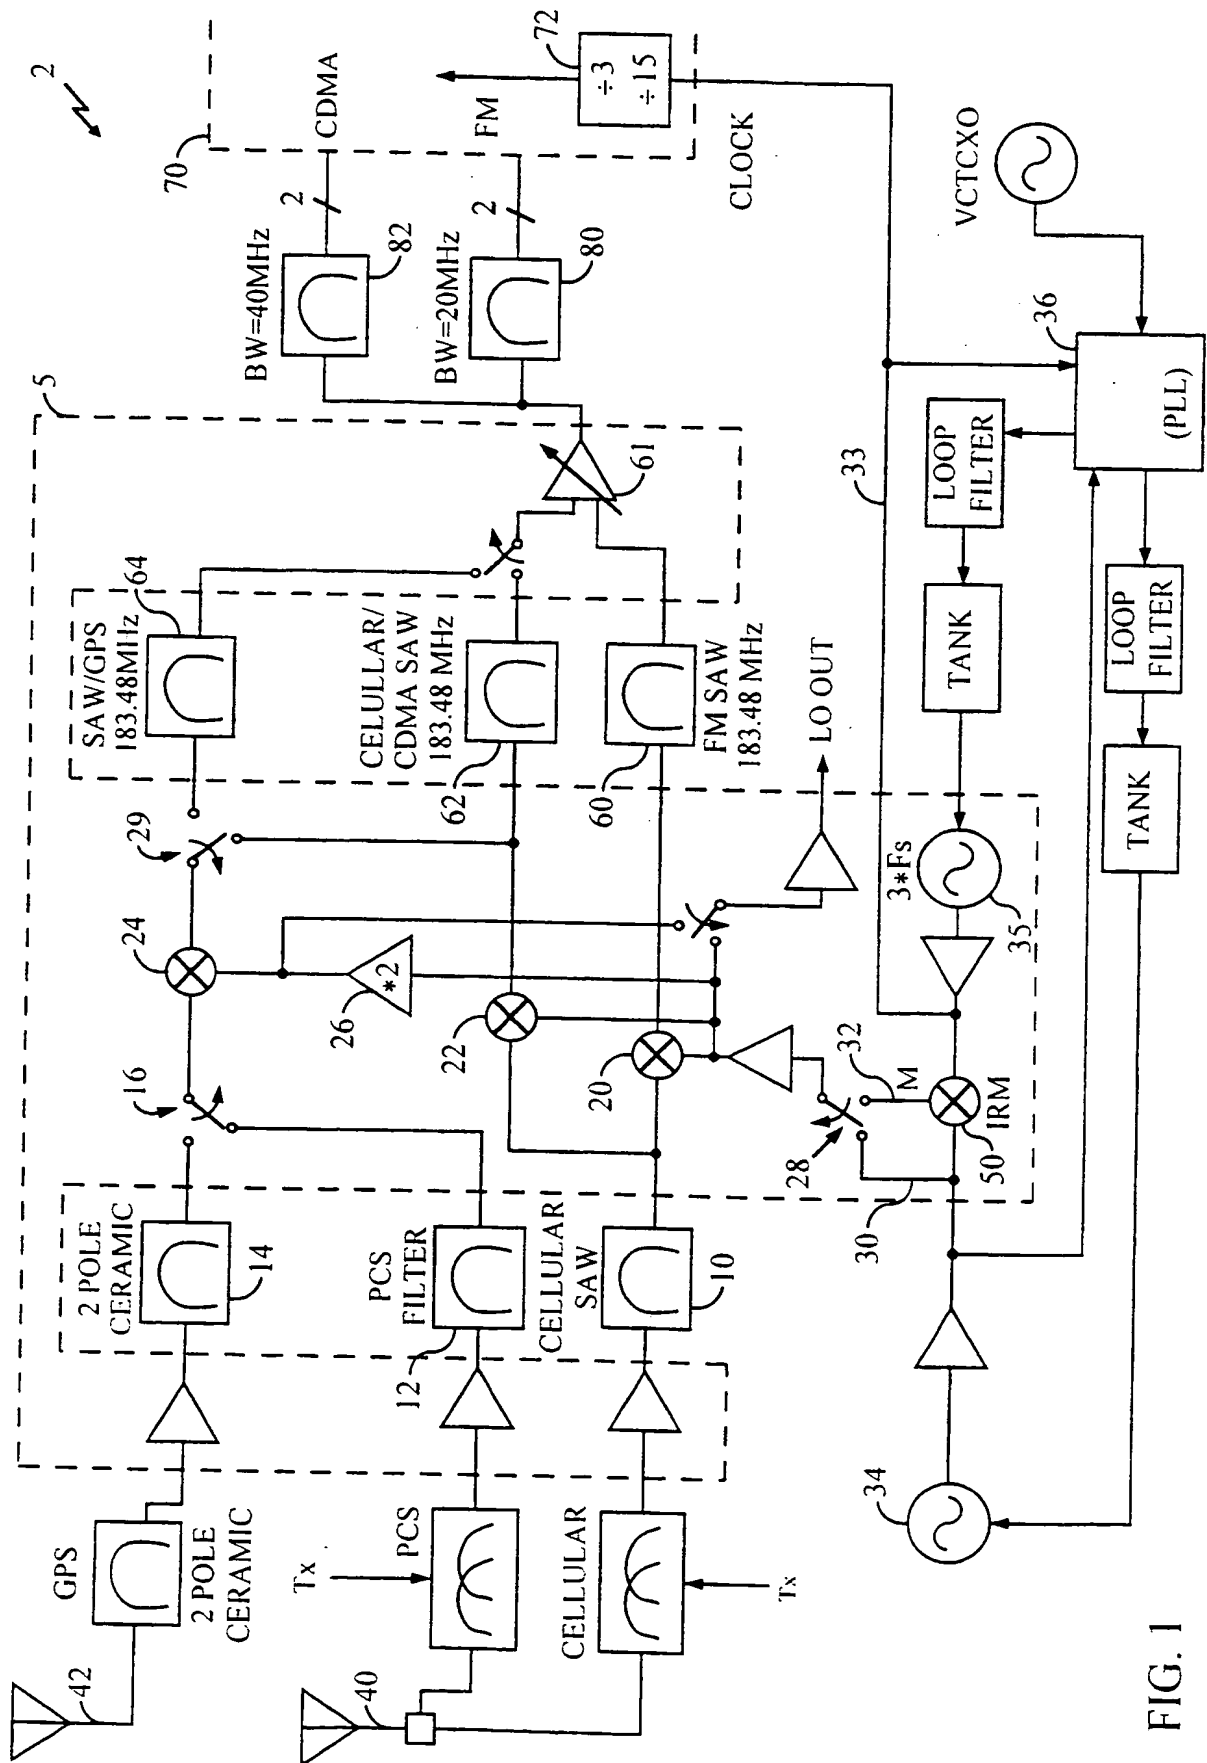 2
70
CDMA
FM
72
÷3
÷15
CLOCK
BW=40MHz
2
82
BW=20MHz
2
80
VCTCXO
36
(PLL)
5
61
33
LOOP
FILTER
TANK
LOOP
FILTER
TANK
SAW/GPS
183.48MHz
64
CELULLAR/
CDMA SAW
183.48 MHz
62
60
FM SAW
183.48 MHz
LO OUT
29
24
*2
26
22
20
3*Fs
35
16
32
M
28
50
IRM
30
2 POLE
CERAMIC
14
PCS
FILTER
12
CELLULAR
SAW
10
34
GPS
2 POLE
CERAMIC
Tx
PCS
CELLULAR
Tx
42
40
FIG. 1